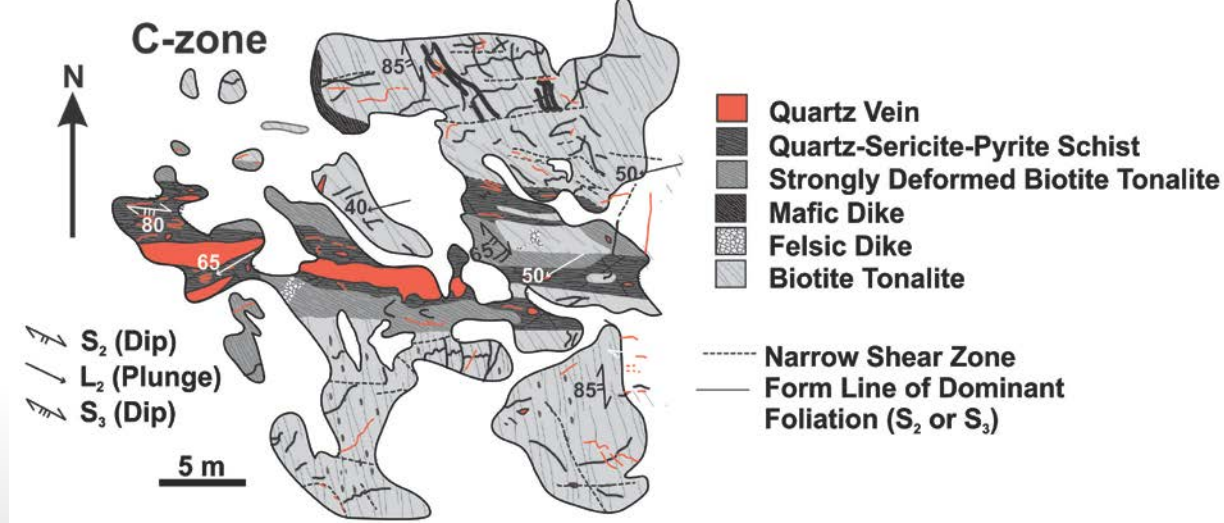 C-zone
N
85
50
40
80
65
65
50
85
S₂ (Dip)
L₂ (Plunge)
S₃ (Dip)
5 m
Quartz Vein
Quartz-Sericite-Pyrite Schist
Strongly Deformed Biotite Tonalite
Mafic Dike
Felsic Dike
Biotite Tonalite
Narrow Shear Zone
Form Line of Dominant
Foliation (S₂ or S₃)